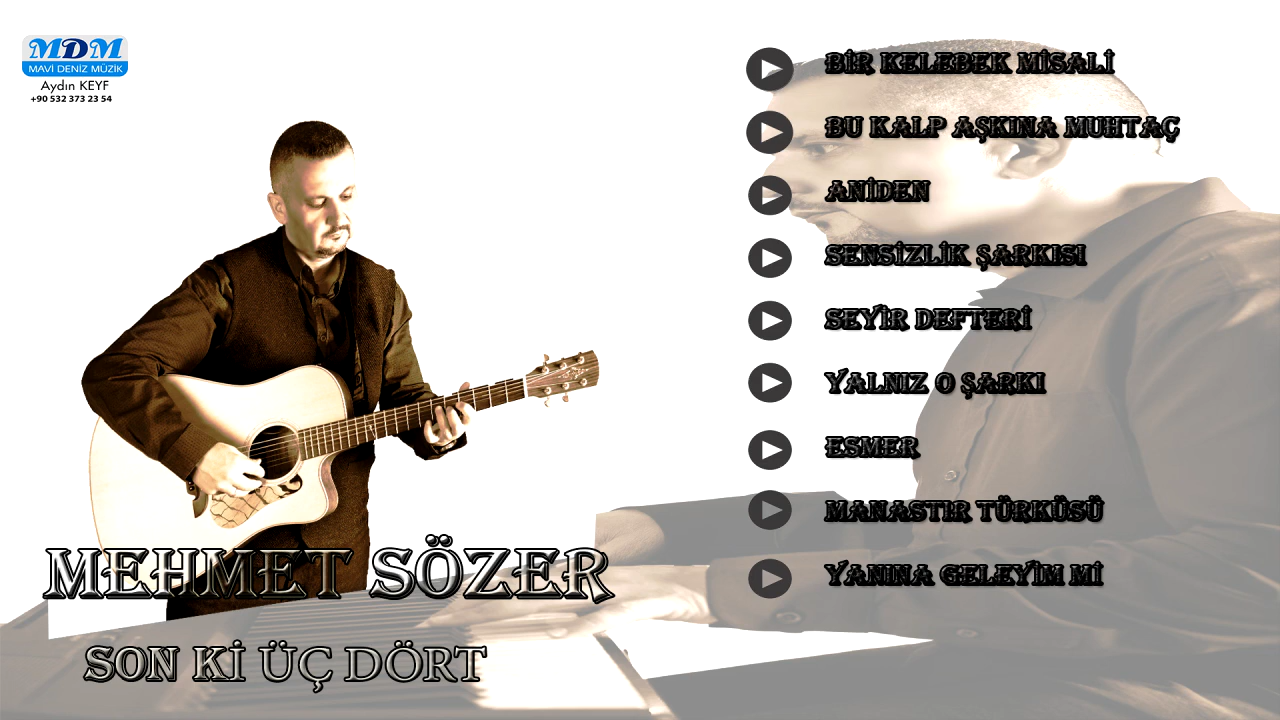 MDM
MAVİ DENİZ MÜZİK
Aydın KEYF
+90 532 373 23 54
BİR KELEBEK MİSALİ
BU KALP AŞKINA MUHTAÇ
ANİDEN
SENSİZLİK ŞARKISI
SEYİR DEFTERİ
YALNIZ O ŞARKI
ESMER
MANASTIR TÜRKÜSÜ
YANINA GELEYİM Mİ
MEHMET SÖZER
SON Kİ ÜÇ DÖRT